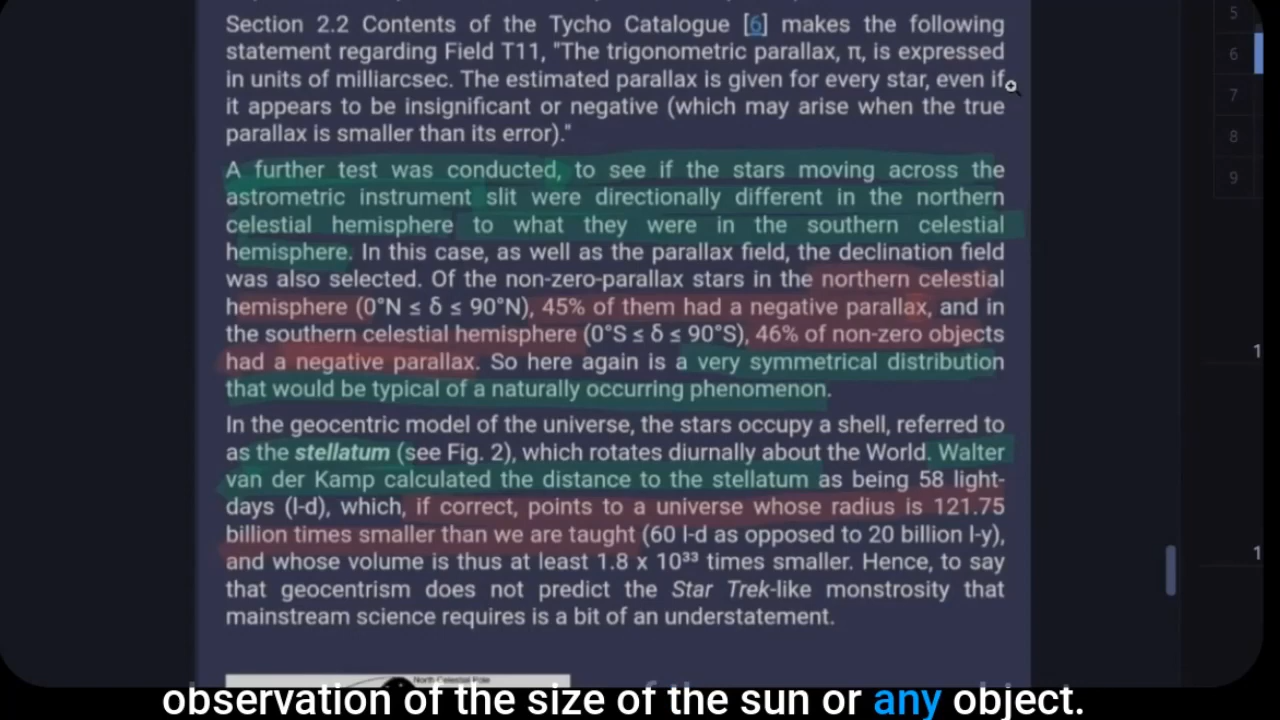 Section 2.2 Contents of the Tycho Catalogue [6] makes the following
statement regarding Field T11, "The trigonometric parallax, π, is expressed
in units of milliarcsec. The estimated parallax is given for every star, even if
it appears to be insignificant or negative (which may arise when the true
parallax is smaller than its error)."
A further test was conducted, to see if the stars moving across the
astrometric instrument slit were directionally different in the northern
celestial hemisphere to what they were in the southern celestial
hemisphere. In this case, as well as the parallax field, the declination field
was also selected. Of the non-zero-parallax stars in the northern celestial
hemisphere (0°N ≤ δ ≤ 90°N), 45% of them had a negative parallax, and in
the southern celestial hemisphere (0°S ≤ δ ≤ 90°S), 46% of non-zero objects
had a negative parallax. So here again is a very symmetrical distribution
that would be typical of a naturally occurring phenomenon.
In the geocentric model of the universe, the stars occupy a shell, referred to
as the stellatum (see Fig. 2), which rotates diurnally about the World. Walter
van der Kamp calculated the distance to the stellatum as being 58 light-
days (l-d), which, if correct, points to a universe whose radius is 121.75
billion times smaller than we are taught (60 l-d as opposed to 20 billion l-y),
and whose volume is thus at least 1.8 x 10³³ times smaller. Hence, to say
that geocentrism does not predict the Star Trek-like monstrosity that
mainstream science requires is a bit of an understatement.
North Celestial Pole
5
6
7
8
9
1
1
observation of the size of the sun or any object.